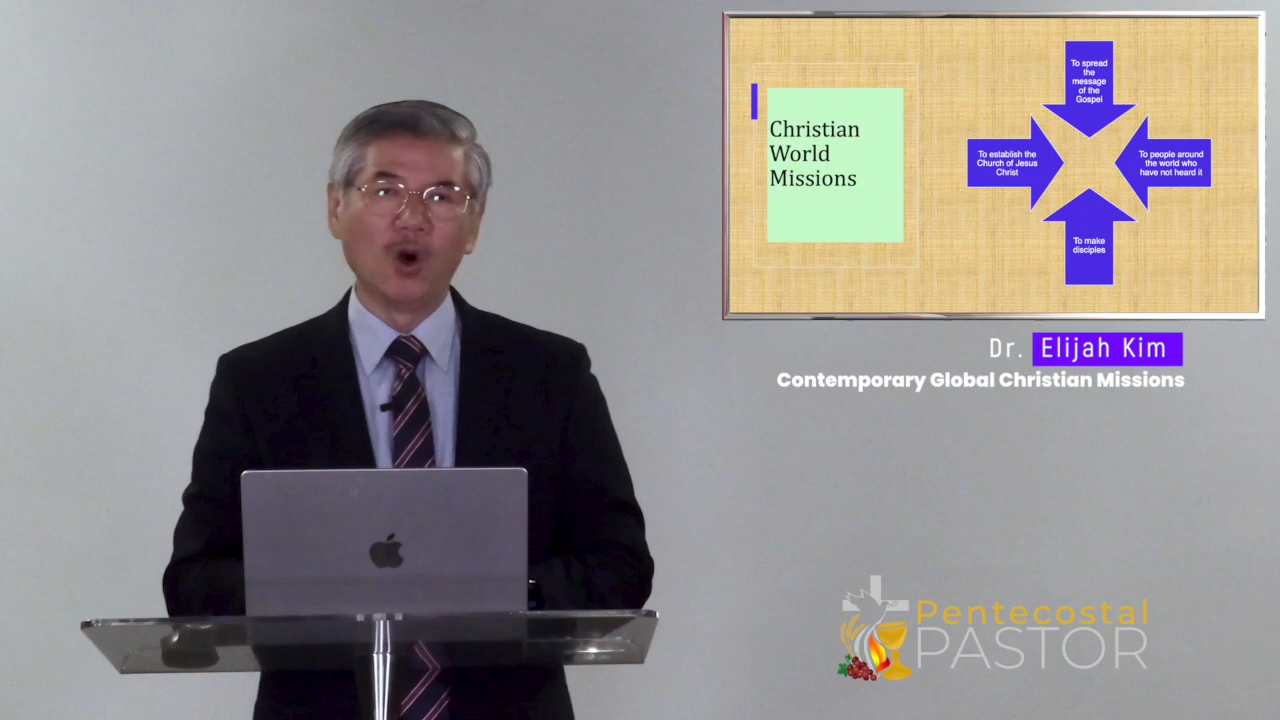 Christian
World
Missions
To spread
the
message
of the
Gospel
To establish the
Church of Jesus
Christ
To people around
the world who
have not heard it
To make
disciples
Dr. Elijah Kim
Contemporary Global Christian Missions
Pentecostal
PASTOR